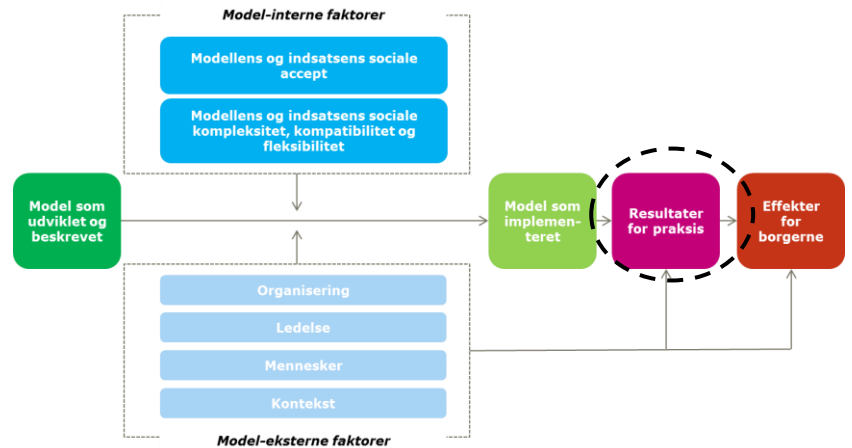 Model-interne faktorer
Modellens og indsatsens sociale
accept
Modellens og indsatsens sociale
kompleksitet, kompatibilitet og
fleksibilitet
Model som
udviklet og
beskrevet
Model som
implemen-
teret
Resultater
for praksis
Effekter
for
borgerne
Organisering
Ledelse
Mennesker
Kontekst
Model-eksterne faktorer